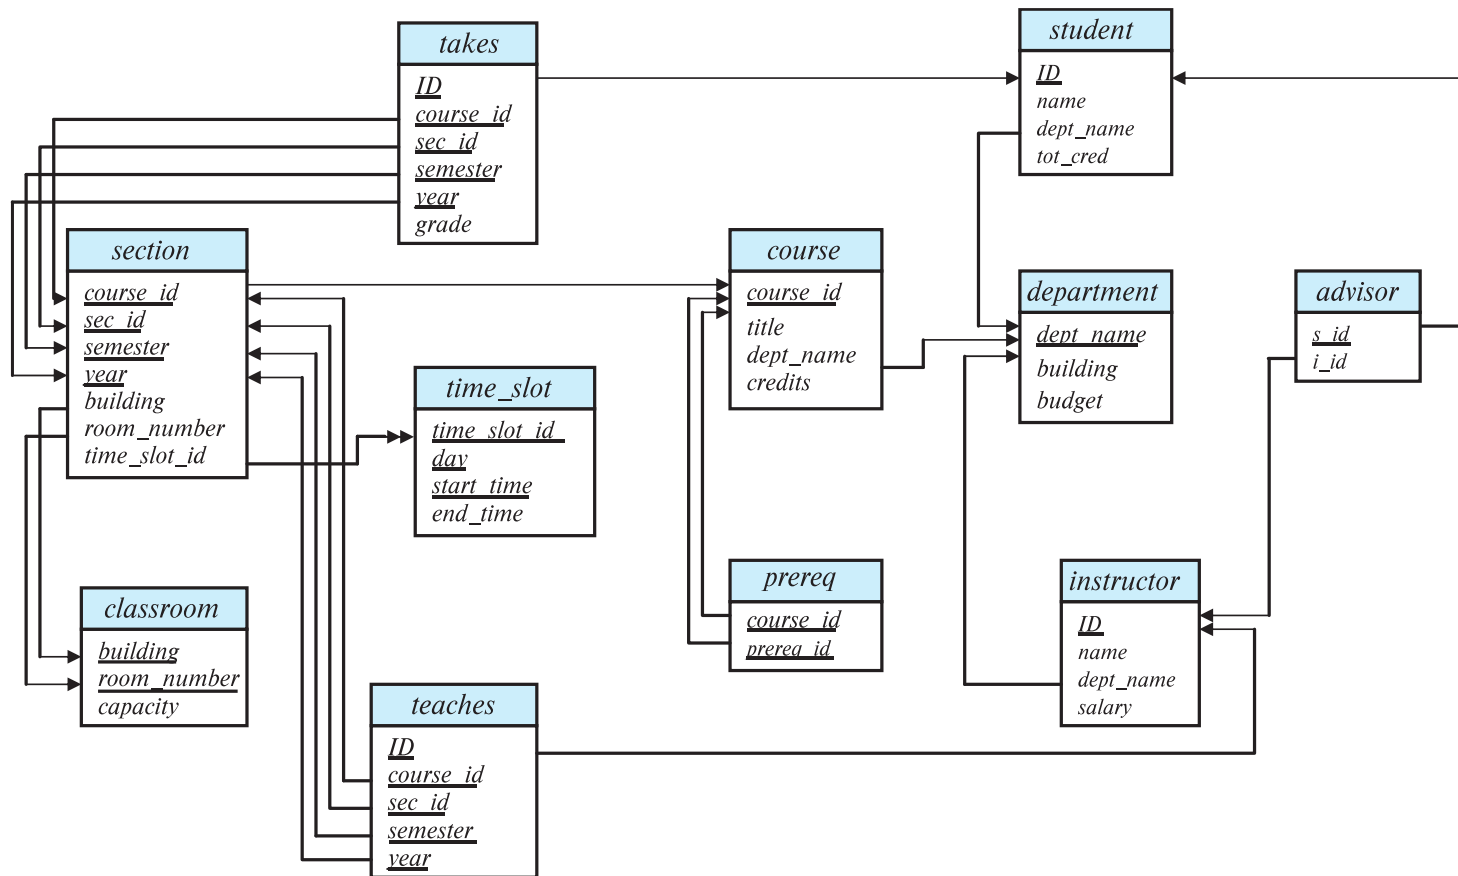 takes
ID
course_id
sec_id
semester
year
grade
student
ID
name
dept_name
tot_cred
section
course_id
sec_id
semester
year
building
room_number
time_slot_id
course
course_id
title
dept_name
credits
department
dept_name
building
budget
advisor
s_id
i_id
time_slot
time_slot_id
day
start_time
end_time
prereq
course_id
prereq_id
instructor
ID
name
dept_name
salary
classroom
building
room_number
capacity
teaches
ID
course_id
sec_id
semester
year